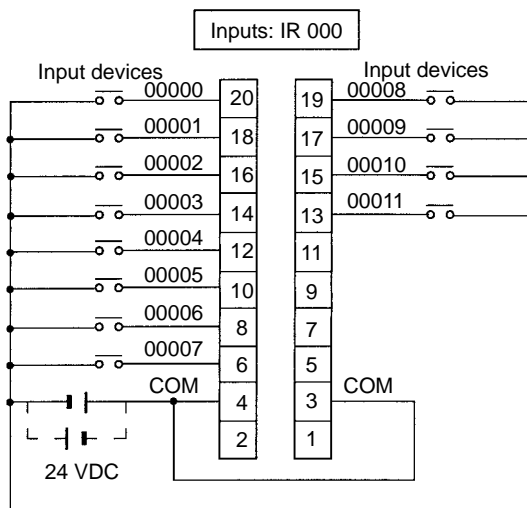 Inputs: IR 000
Input devices Input devices
00000 20 19 00008
00001 18 17 00009
00002 16 15 00010
00003 14 13 00011
00004 12 11
00005 10 9
00006 8 7
00007 6 5
COM 4 3 COM
2 1
24 VDC